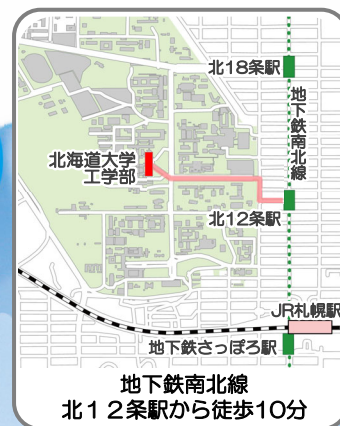 北18条駅
地下鉄南北線
北海道大学
工学部
北12条駅
JR札幌駅
地下鉄さっぽろ駅
地下鉄南北線
北１２条駅から徒歩10分